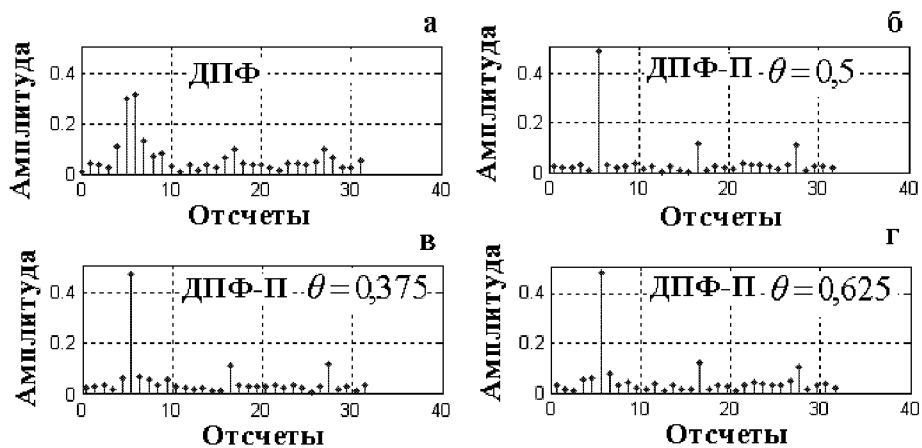 а
Амплитуда
0.4
0.2
0
ДПФ
0 10 20 30 40
Отсчеты
б
Амплитуда
0.4
0.2
0
ДПФ-П θ = 0,5
0 10 20 30 40
Отсчеты
в
Амплитуда
0.4
0.2
0
ДПФ-П θ = 0,375
0 10 20 30 40
Отсчеты
г
Амплитуда
0.4
0.2
0
ДПФ-П θ = 0,625
0 10 20 30 40
Отсчеты